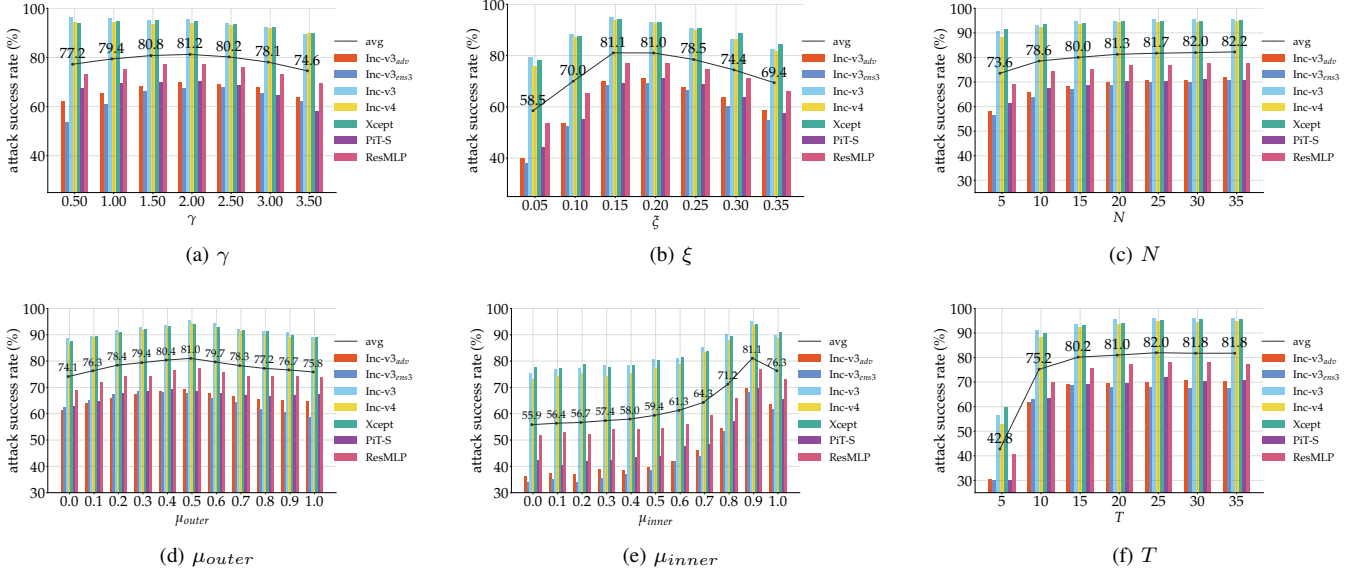 attack success rate (%)
100
80
60
40
77.2 79.4 80.8 81.2 80.2 78.1 74.6
0.50 1.00 1.50 2.00 2.50 3.00 3.50
γ
avg
Inc-v3adv
Inc-v3ens3
Inc-v3
Inc-v4
Xcept
PiT-S
ResMLP
(a) γ
attack success rate (%)
100
80
60
40
58.5 70.0 81.1 81.0 78.5 74.4 69.4
0.05 0.10 0.15 0.20 0.25 0.30 0.35
ξ
avg
Inc-v3adv
Inc-v3ens3
Inc-v3
Inc-v4
Xcept
PiT-S
ResMLP
(b) ξ
attack success rate (%)
100
90
80
70
60
50
40
30
73.6 78.6 80.0 81.3 81.7 82.0 82.2
5 10 15 20 25 30 35
N
avg
Inc-v3adv
Inc-v3ens3
Inc-v3
Inc-v4
Xcept
PiT-S
ResMLP
(c) N
attack success rate (%)
100
90
80
70
60
50
40
30
74.1 76.3 78.4 79.4 80.4 81.0 79.7 78.3 77.2 76.7 75.8
0.0 0.1 0.2 0.3 0.4 0.5 0.6 0.7 0.8 0.9 1.0
μouter
avg
Inc-v3adv
Inc-v3ens3
Inc-v3
Inc-v4
Xcept
PiT-S
ResMLP
(d) μouter
attack success rate (%)
100
90
80
70
60
50
40
30
55.9 56.4 56.7 57.4 58.0 59.4 61.3 64.3 71.2 81.1 76.3
0.0 0.1 0.2 0.3 0.4 0.5 0.6 0.7 0.8 0.9 1.0
μinner
avg
Inc-v3adv
Inc-v3ens3
Inc-v3
Inc-v4
Xcept
PiT-S
ResMLP
(e) μinner
attack success rate (%)
100
90
80
70
60
50
40
30
42.8 75.2 80.2 81.0 82.0 81.8 81.8
5 10 15 20 25 30 35
T
avg
Inc-v3adv
Inc-v3ens3
Inc-v3
Inc-v4
Xcept
PiT-S
ResMLP
(f) T